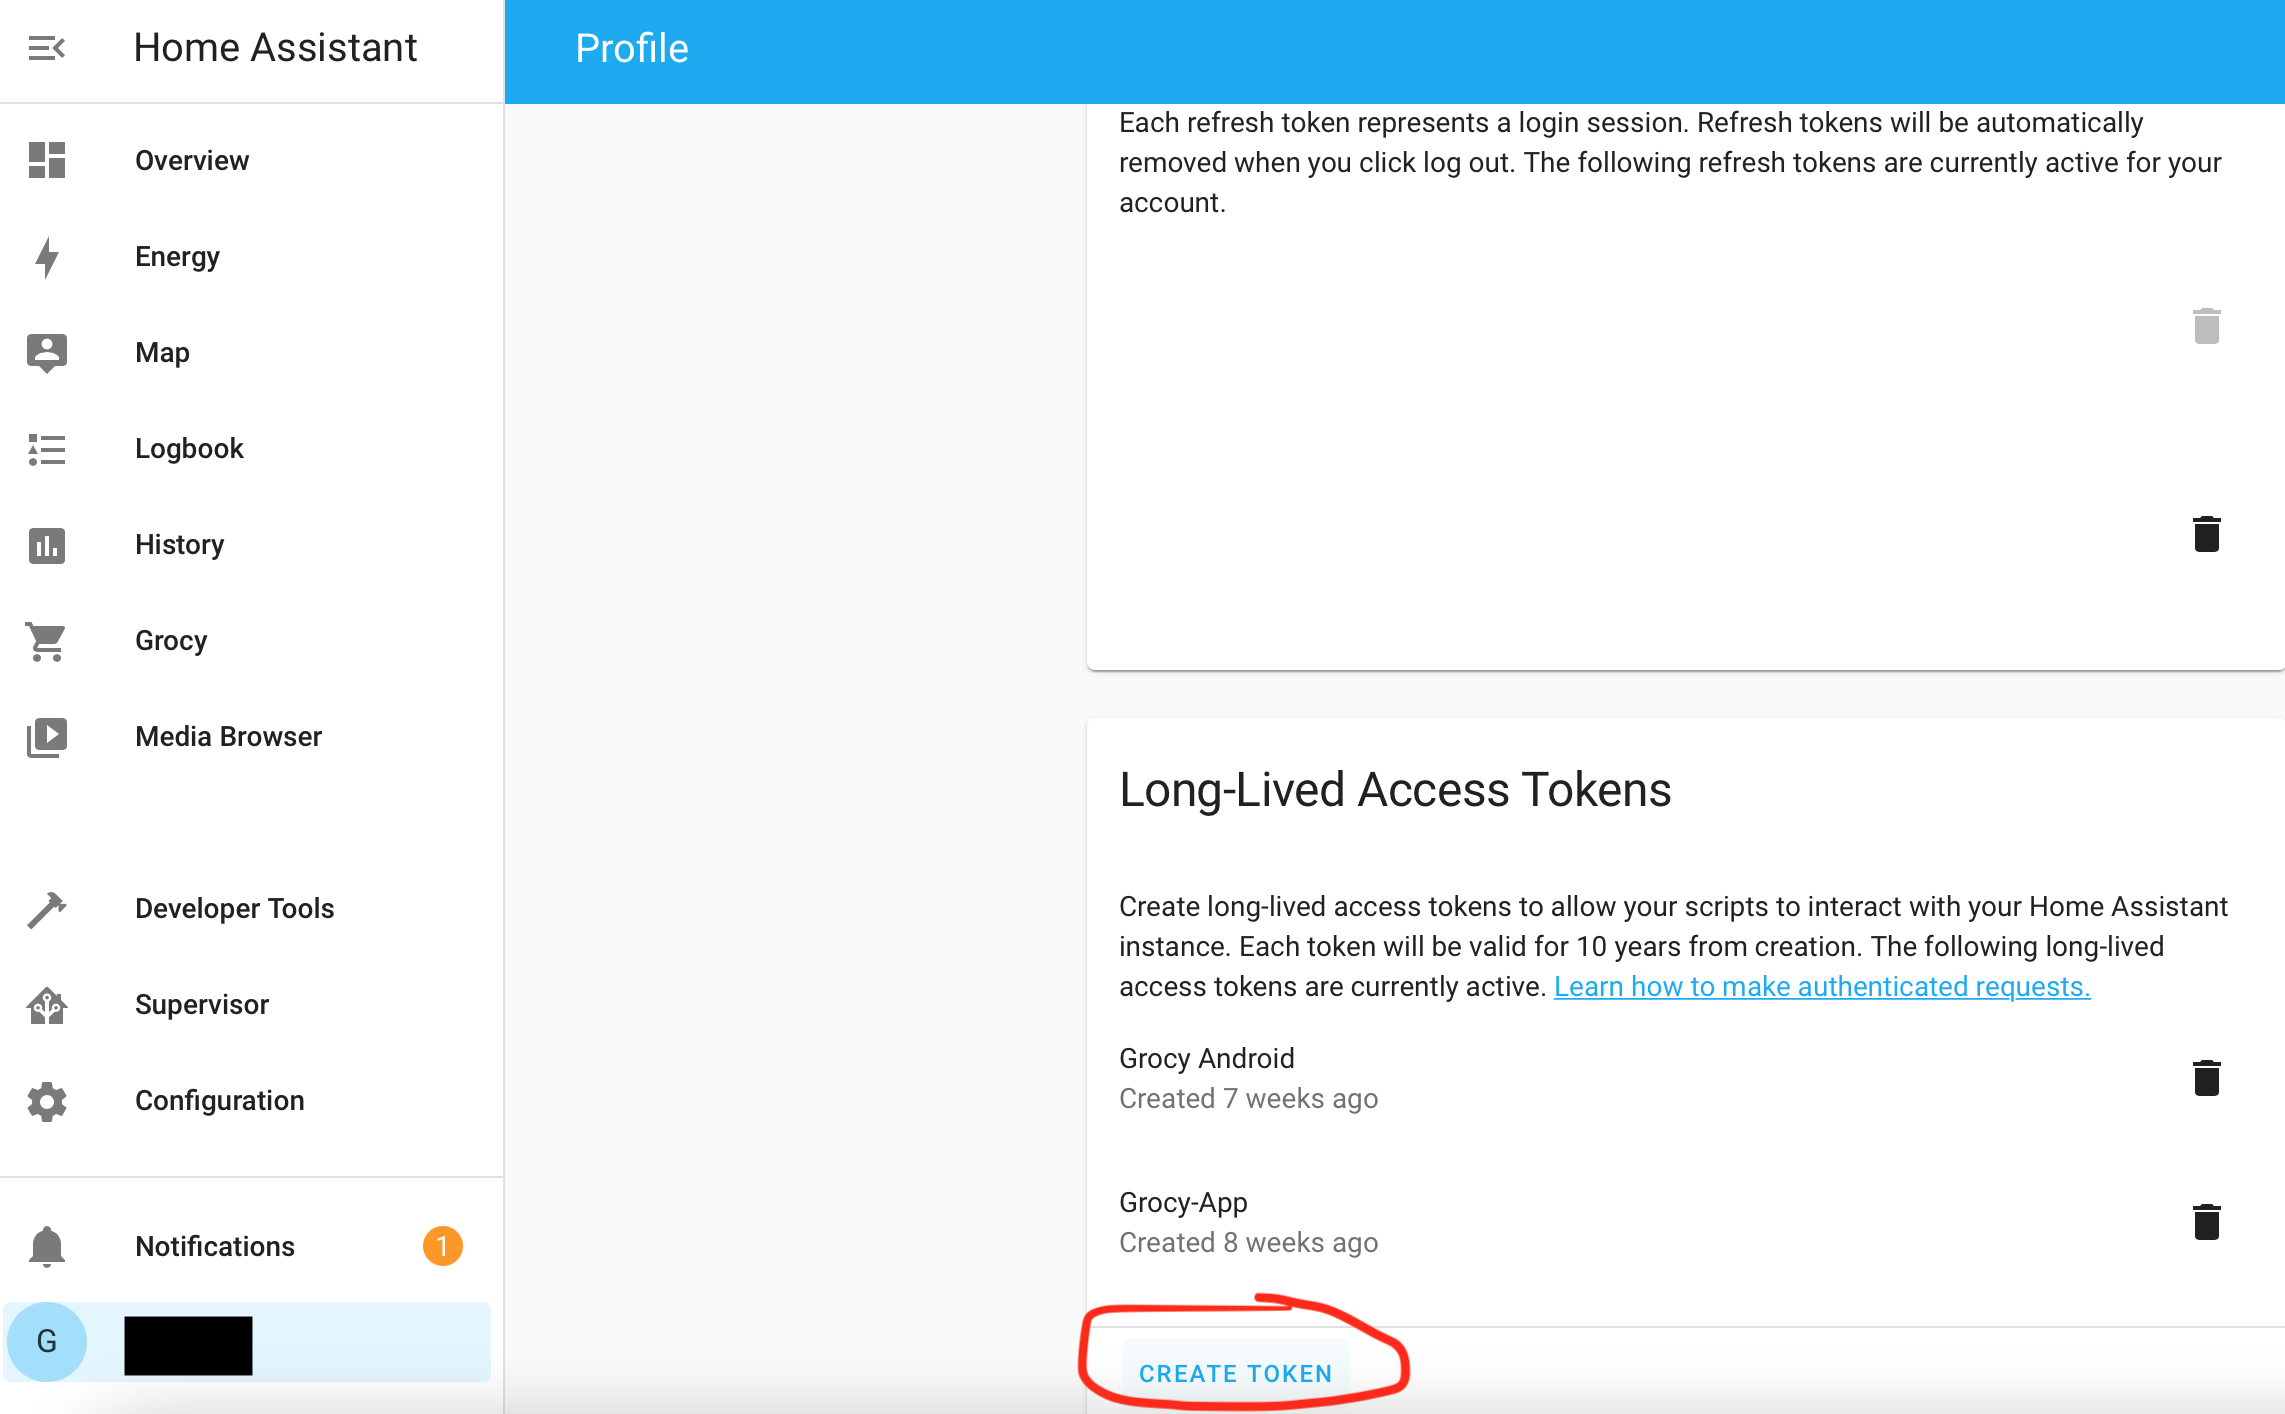 Home Assistant
Profile
Overview
Energy
Map
Logbook
History
Grocy
Media Browser
Developer Tools
Supervisor
Configuration
Notifications
1
G
Each refresh token represents a login session. Refresh tokens will be automatically
removed when you click log out. The following refresh tokens are currently active for your
account.
Long-Lived Access Tokens
Create long-lived access tokens to allow your scripts to interact with your Home Assistant
instance. Each token will be valid for 10 years from creation. The following long-lived
access tokens are currently active. Learn how to make authenticated requests.
Grocy Android
Created 7 weeks ago
Grocy-App
Created 8 weeks ago
CREATE TOKEN